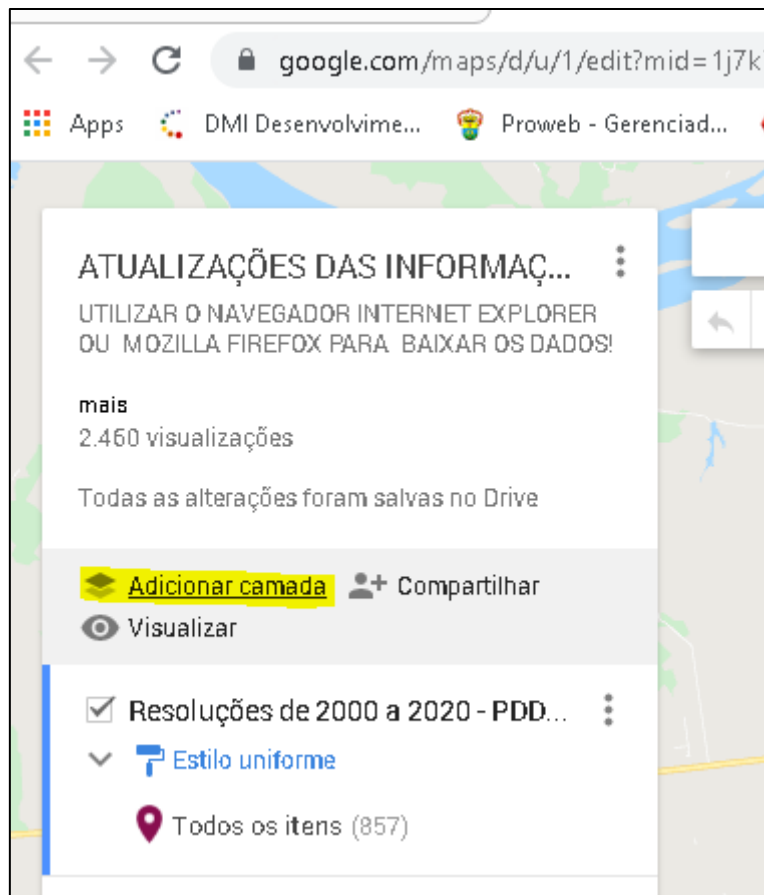 google.com/maps/d/u/1/edit?mid=1j7k
Apps DMI Desenvolvime... Proweb - Gerenciad...
ATUALIZAÇÕES DAS INFORMAÇ...
UTILIZAR O NAVEGADOR INTERNET EXPLORER
OU MOZILLA FIREFOX PARA BAIXAR OS DADOS!
mais
2.460 visualizações
Todas as alterações foram salvas no Drive
Adicionar camada Compartilhar
Visualizar
Resoluções de 2000 a 2020 - PDD...
Estilo uniforme
Todos os itens (857)